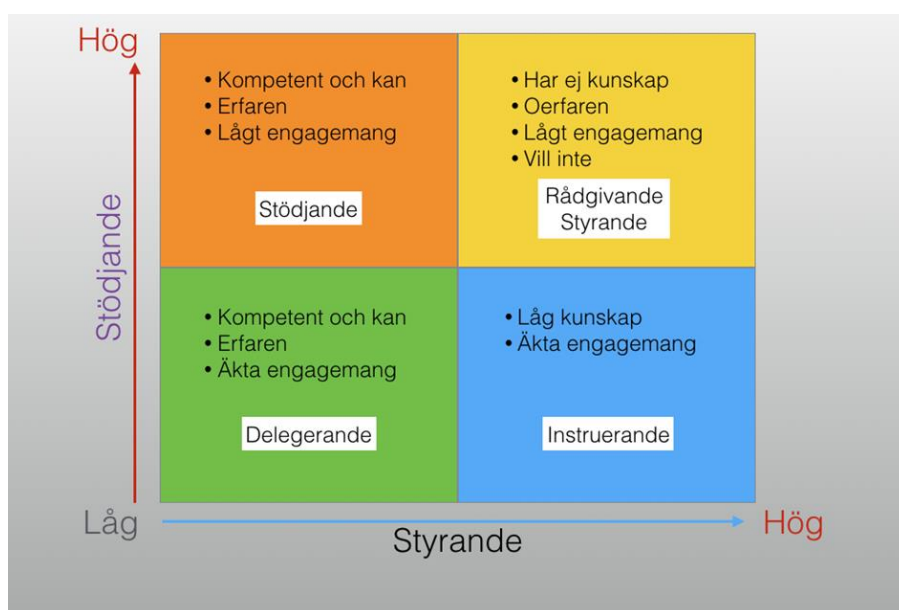 Hög
• Kompetent och kan
• Erfaren
• Lågt engagemang
Stödjande
• Har ej kunskap
• Oerfaren
• Lågt engagemang
• Vill inte
Rådgivande
Styrande
Stödjande
• Kompetent och kan
• Erfaren
• Äkta engagemang
Delegerande
• Låg kunskap
• Äkta engagemang
Instruerande
Låg
Styrande
Hög